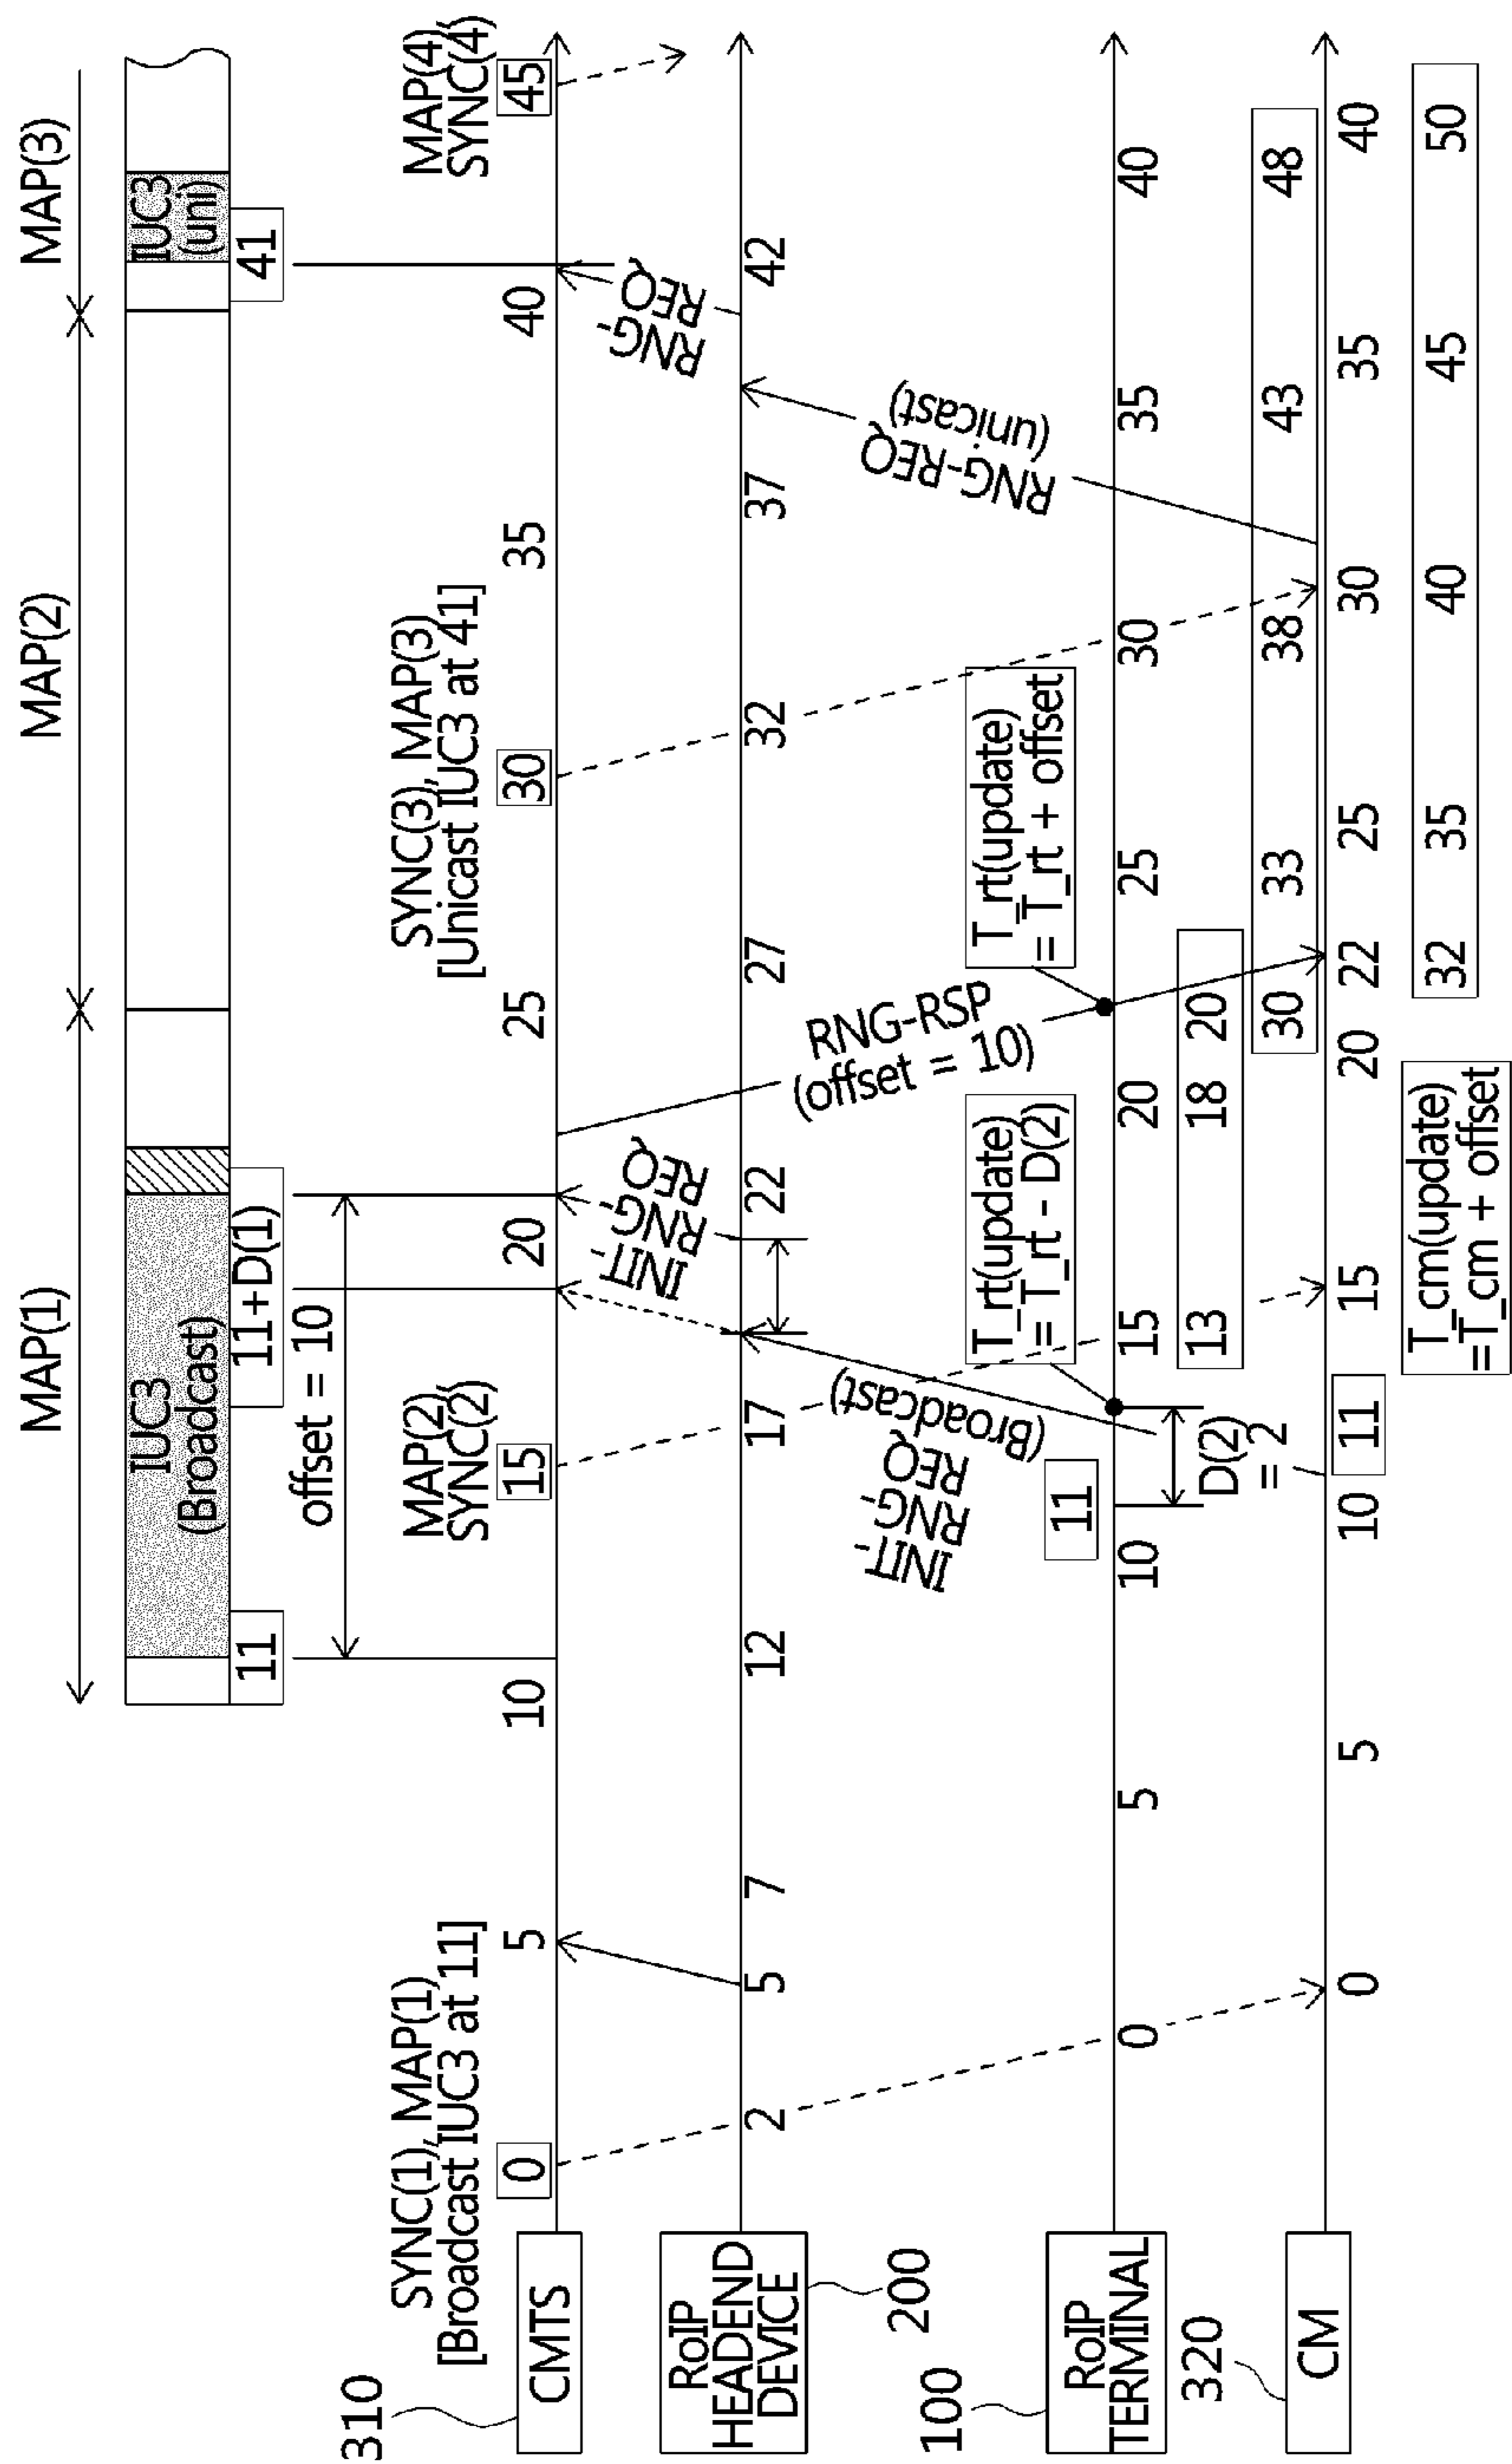 MAP(1)
MAP(2)
MAP(3)
IUC3
(Broadcast)
IUC3
(uni)
11
11+D(1)
41
offset = 10
SYNC(1), MAP(1)
[Broadcast IUC3 at 11]
MAP(2)
SYNC(2)
SYNC(3), MAP(3)
[Unicast IUC3 at 41]
MAP(4)
SYNC(4)
310
CMTS
0
5
10
15
20
25
30
35
40
45
INIT-
RNG-
REQ
RNG-
REQ
RoIP
HEADEND
DEVICE
200
2
5
7
12
17
22
27
32
37
42
INIT-
RNG-
REQ
(Broadcast)
RNG-RSP
(offset = 10)
RNG-REQ
(unicast)
T_rt(update)
= T_rt - D(2)
T_rt(update)
= T_rt + offset
11
100
RoIP
TERMINAL
0
5
10
15
20
25
30
35
40
13
18
20
D(2)
= 2
30
33
38
43
48
320
CM
0
5
10
11
15
20
22
25
30
35
40
T_cm(update)
=T_cm + offset
32
35
40
45
50